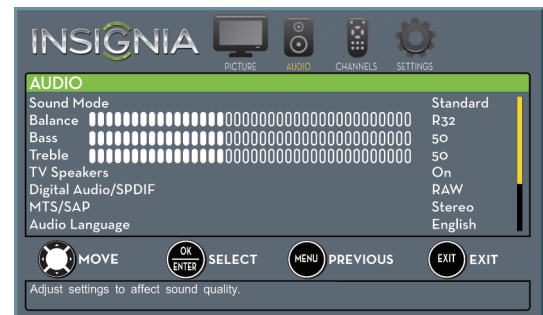 INSIGNIA
PICTURE AUDIO CHANNELS SETTINGS
AUDIO
Sound Mode Standard
Balance R32
Bass 50
Treble 50
TV Speakers On
Digital Audio/SPDIF RAW
MTS/SAP Stereo
Audio Language English
MOVE OK ENTER SELECT MENU PREVIOUS EXIT EXIT
Adjust settings to affect sound quality.